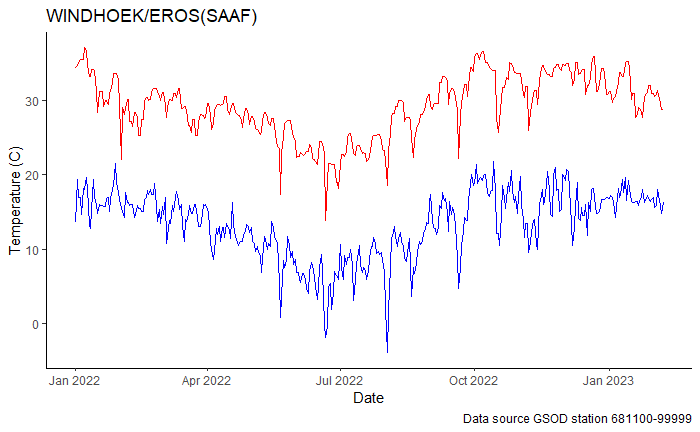 WINDHOEK/EROS(SAAF)
Temperature (C)
30
20
10
0
Jan 2022
Apr 2022
Jul 2022
Oct 2022
Jan 2023
Date
Data source GSOD station 681100-99999